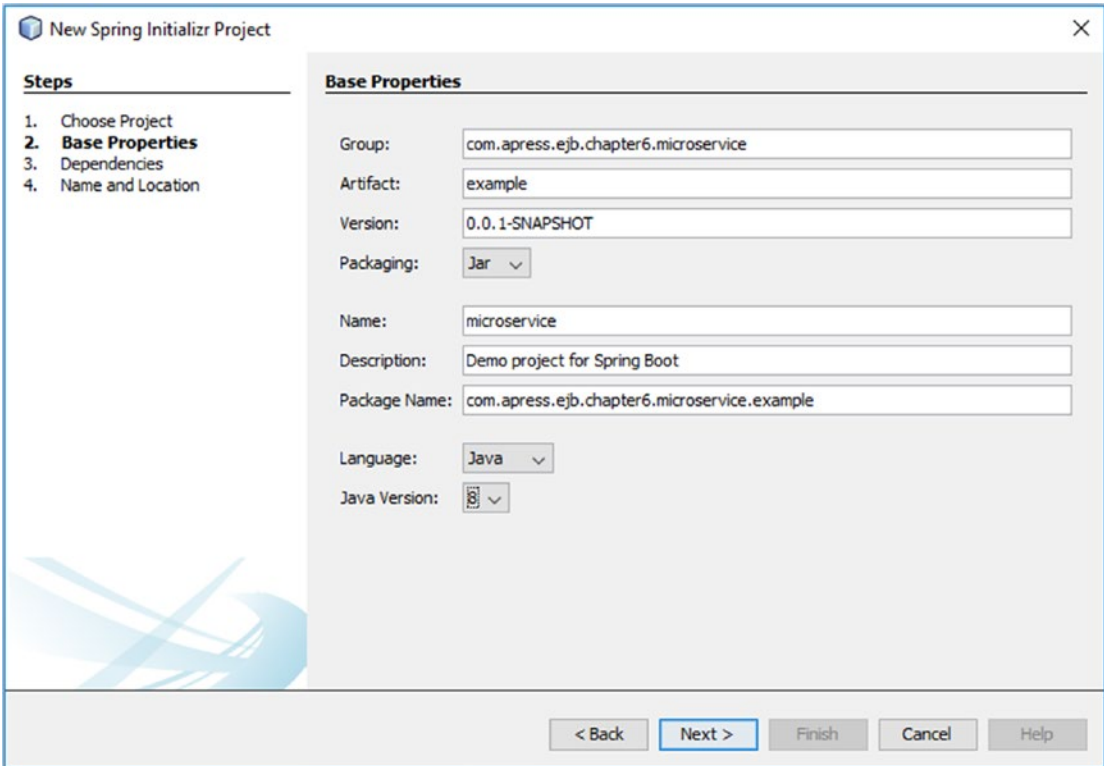 New Spring Initializr Project
Steps
1. Choose Project
2. Base Properties
3. Dependencies
4. Name and Location
Base Properties
Group: com.apress.ejb.chapter6.microservice
Artifact: example
Version: 0.0.1-SNAPSHOT
Packaging: Jar
Name: microservice
Description: Demo project for Spring Boot
Package Name: com.apress.ejb.chapter6.microservice.example
Language: Java
Java Version: 8
< Back Next > Finish Cancel Help